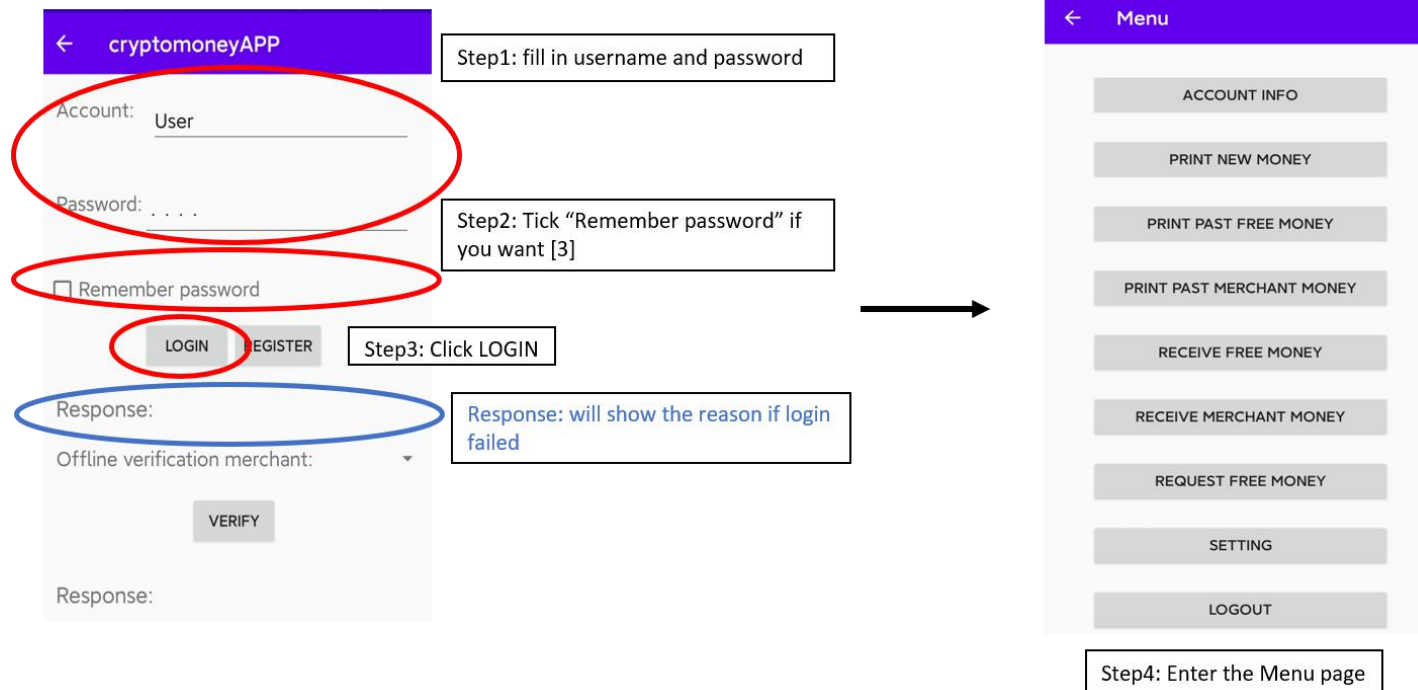 cryptomoneyAPP
Step1: fill in username and password
Account:
User
Password:
. . . .
Step2: Tick “Remember password” if
you want [3]
Remember password
LOGIN
REGISTER
Step3: Click LOGIN
Response:
Response: will show the reason if login
failed
Offline verification merchant:
VERIFY
Response:
Menu
ACCOUNT INFO
PRINT NEW MONEY
PRINT PAST FREE MONEY
PRINT PAST MERCHANT MONEY
RECEIVE FREE MONEY
RECEIVE MERCHANT MONEY
REQUEST FREE MONEY
SETTING
LOGOUT
Step4: Enter the Menu page